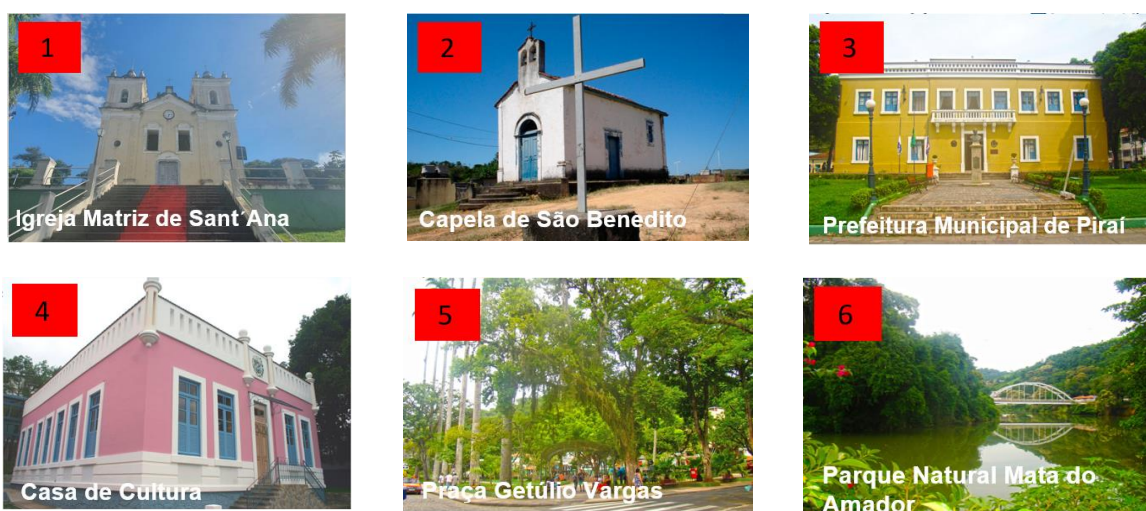 1
Igreja Matriz de Sant´Ana
2
Capela de São Benedito
3
Prefeitura Municipal de Piraí
4
Casa de Cultura
5
Praça Getúlio Vargas
6
Parque Natural Mata do
Amador